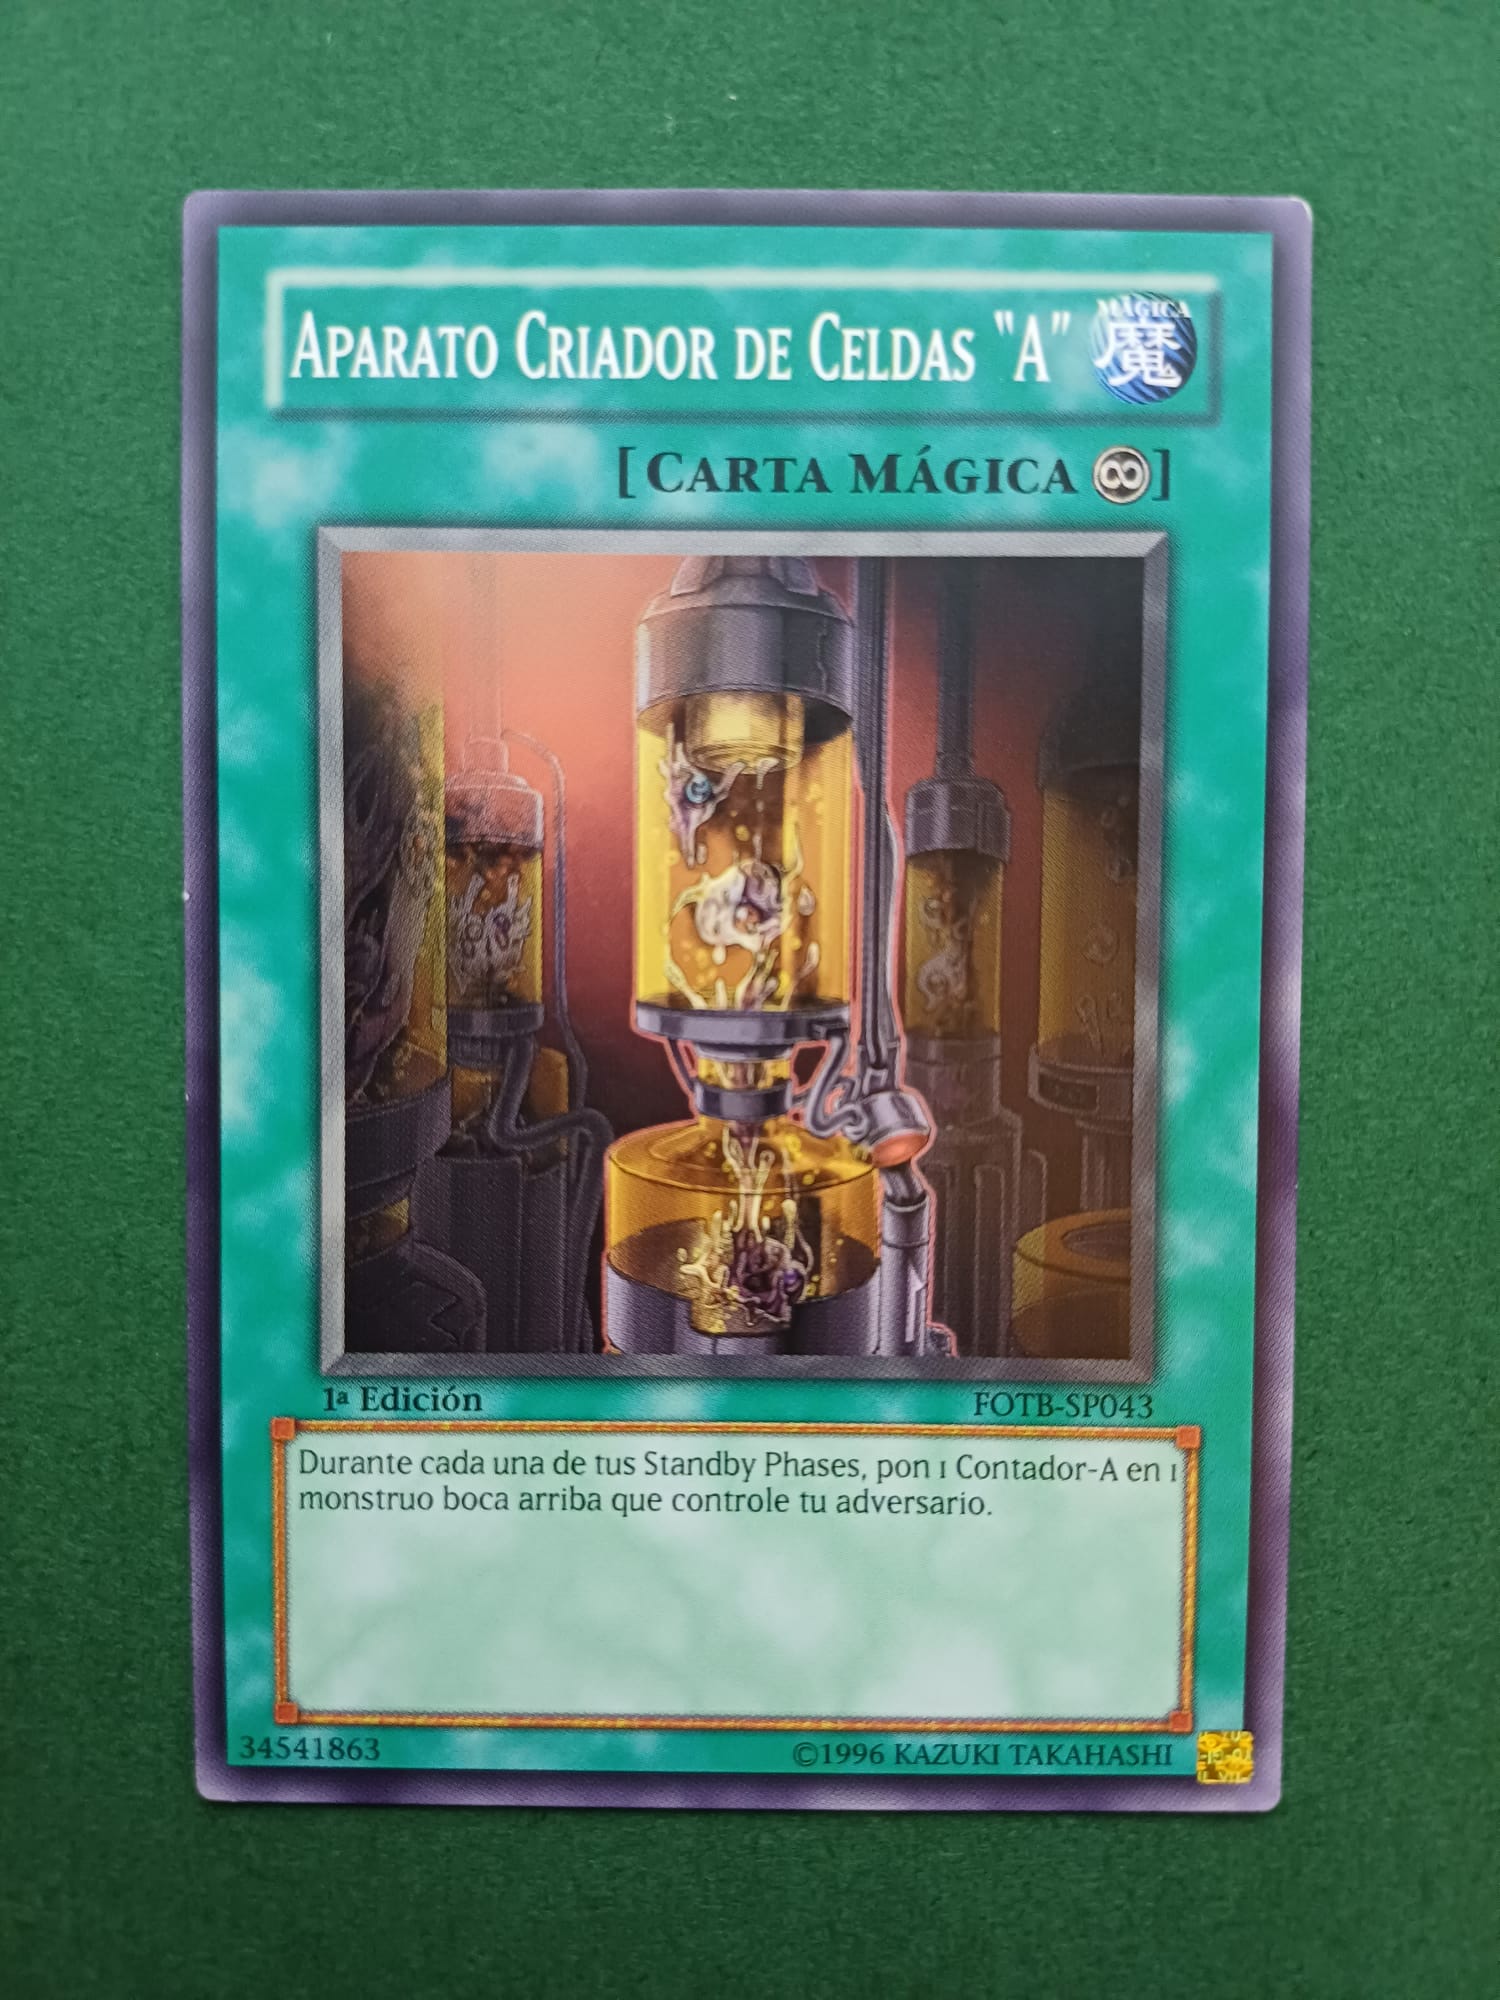 APARATO CRIADOR DE CELDAS "A"
MÁGICA
魔
[CARTA MÁGICA]
1ª Edición
FOTB-SP043
Durante cada una de tus Standby Phases, pon 1 Contador-A en 1
monstruo boca arriba que controle tu adversario.
34541863
©1996 KAZUKI TAKAHASHI